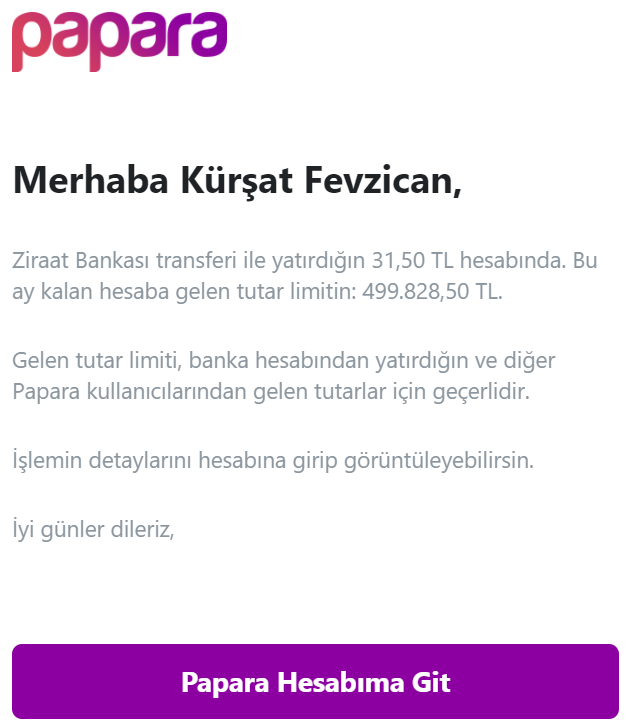 papara
Merhaba Kürşat Fevzican,
Ziraat Bankası transferi ile yatırdığın 31,50 TL hesabında. Bu
ay kalan hesaba gelen tutar limitin: 499.828,50 TL.
Gelen tutar limiti, banka hesabından yatırdığın ve diğer
Papara kullanıcılarından gelen tutarlar için geçerlidir.
İşlemin detaylarını hesabına girip görüntüleyebilirsin.
İyi günler dileriz,
Papara Hesabıma Git